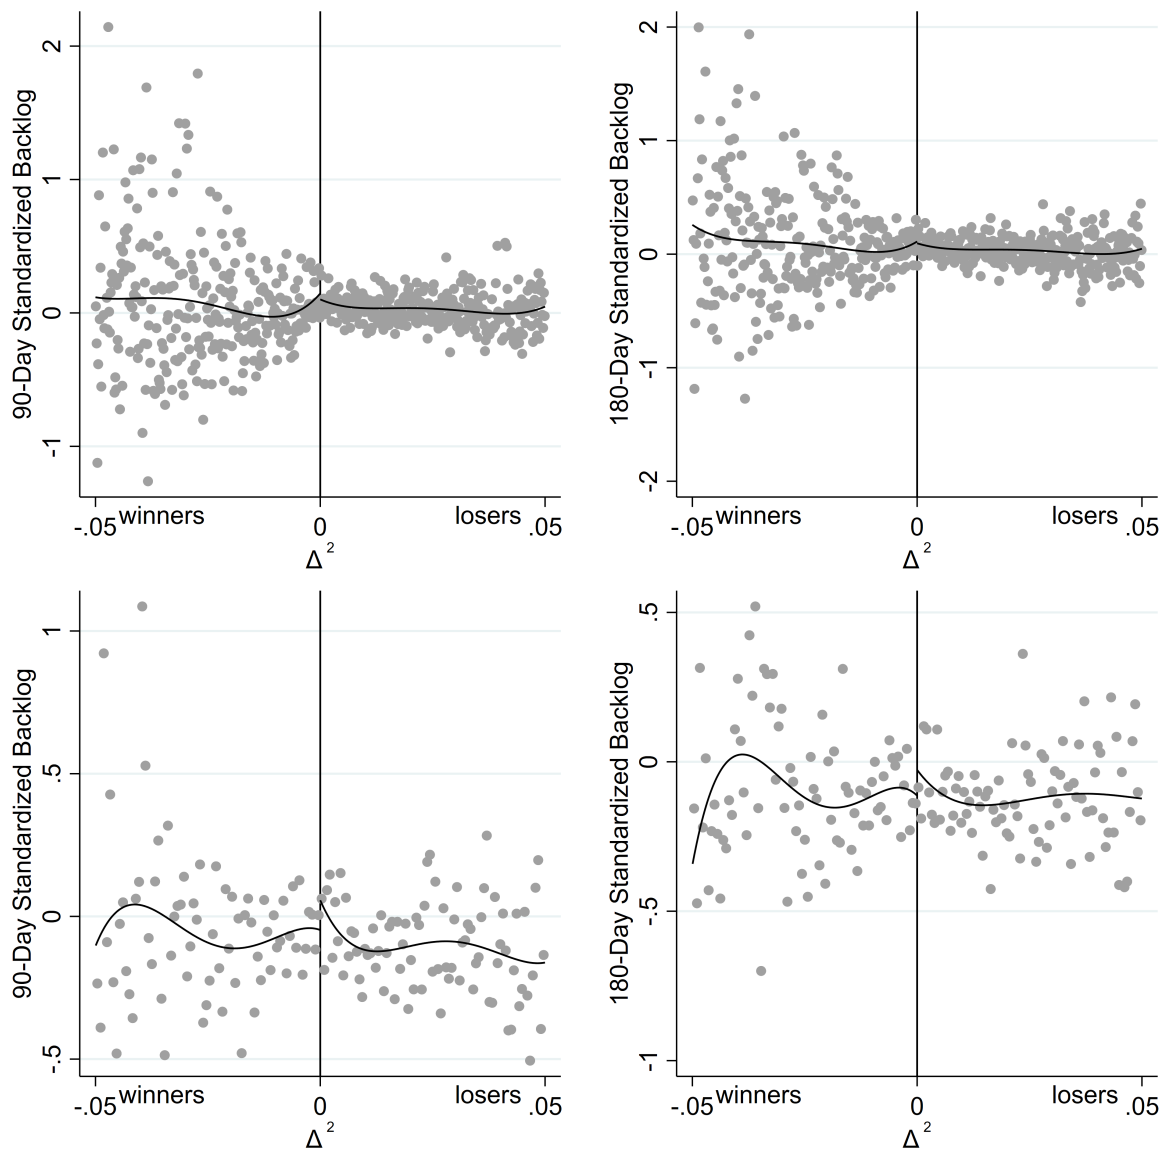 90-Day Standardized Backlog
2
1
0
-1
-.05
winners
0
losers
.05
Δ²
180-Day Standardized Backlog
2
1
0
-1
-2
-.05
winners
0
losers
.05
Δ²
90-Day Standardized Backlog
1
.5
0
-.5
-.05
winners
0
losers
.05
Δ²
180-Day Standardized Backlog
.5
0
-.5
-1
-.05
winners
0
losers
.05
Δ²